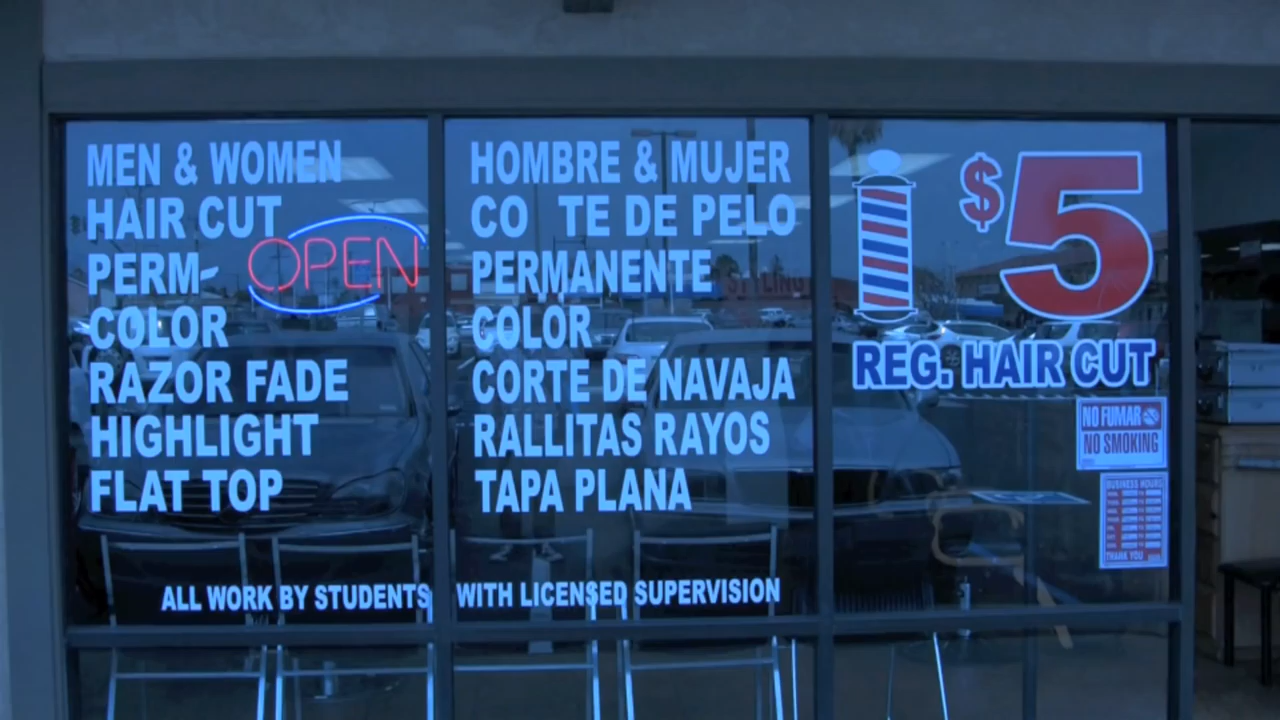 MEN & WOMEN
HAIR CUT
PERM-
COLOR
RAZOR FADE
HIGHLIGHT
FLAT TOP
OPEN
HOMBRE & MUJER
CO TE DE PELO
PERMANENTE
COLOR
CORTE DE NAVAJA
RALLITAS RAYOS
TAPA PLANA
ALL WORK BY STUDENTS WITH LICENSED SUPERVISION
$5
REG. HAIR CUT
NO FUMAR
NO SMOKING
BUSINESS HOURS
THANK YOU
STYLING